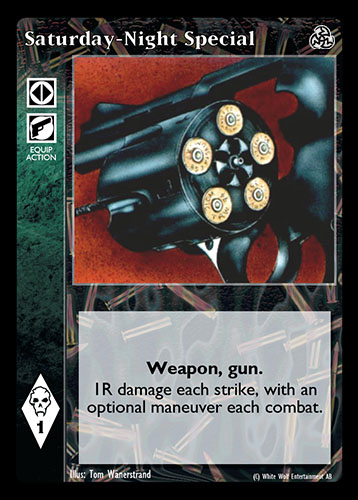 Saturday-Night Special
EQUIP
ACTION
Weapon, gun.
1R damage each strike, with an
optional maneuver each combat.
1
Illus: Tom Wänerstrand
(C) White Wolf Entertainment AB